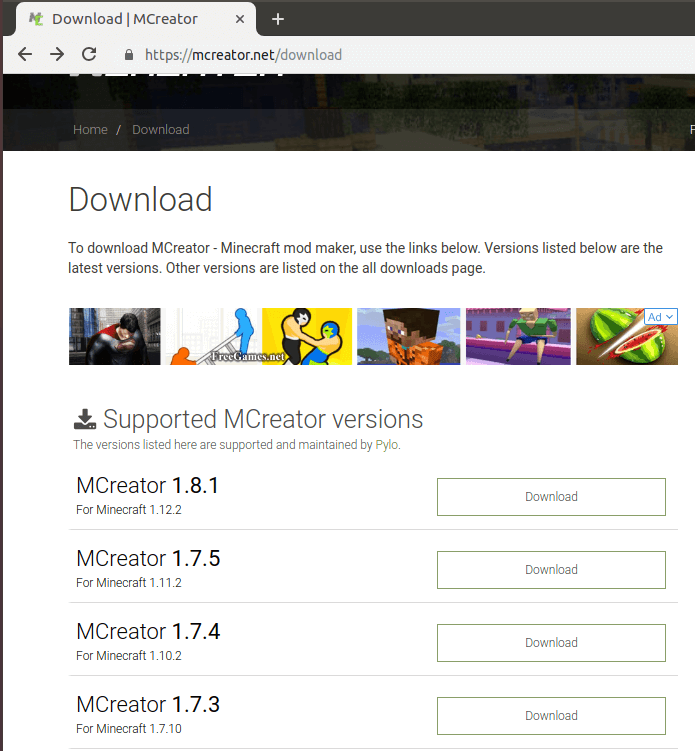 Download | MCreator
https://mcreator.net/download
Home / Download
Download
To download MCreator - Minecraft mod maker, use the links below. Versions listed below are the
latest versions. Other versions are listed on the all downloads page.
Ad
FreeGames.net
Supported MCreator versions
The versions listed here are supported and maintained by Pylo.
MCreator 1.8.1
Download
For Minecraft 1.12.2
MCreator 1.7.5
Download
For Minecraft 1.11.2
MCreator 1.7.4
Download
For Minecraft 1.10.2
MCreator 1.7.3
Download
For Minecraft 1.7.10